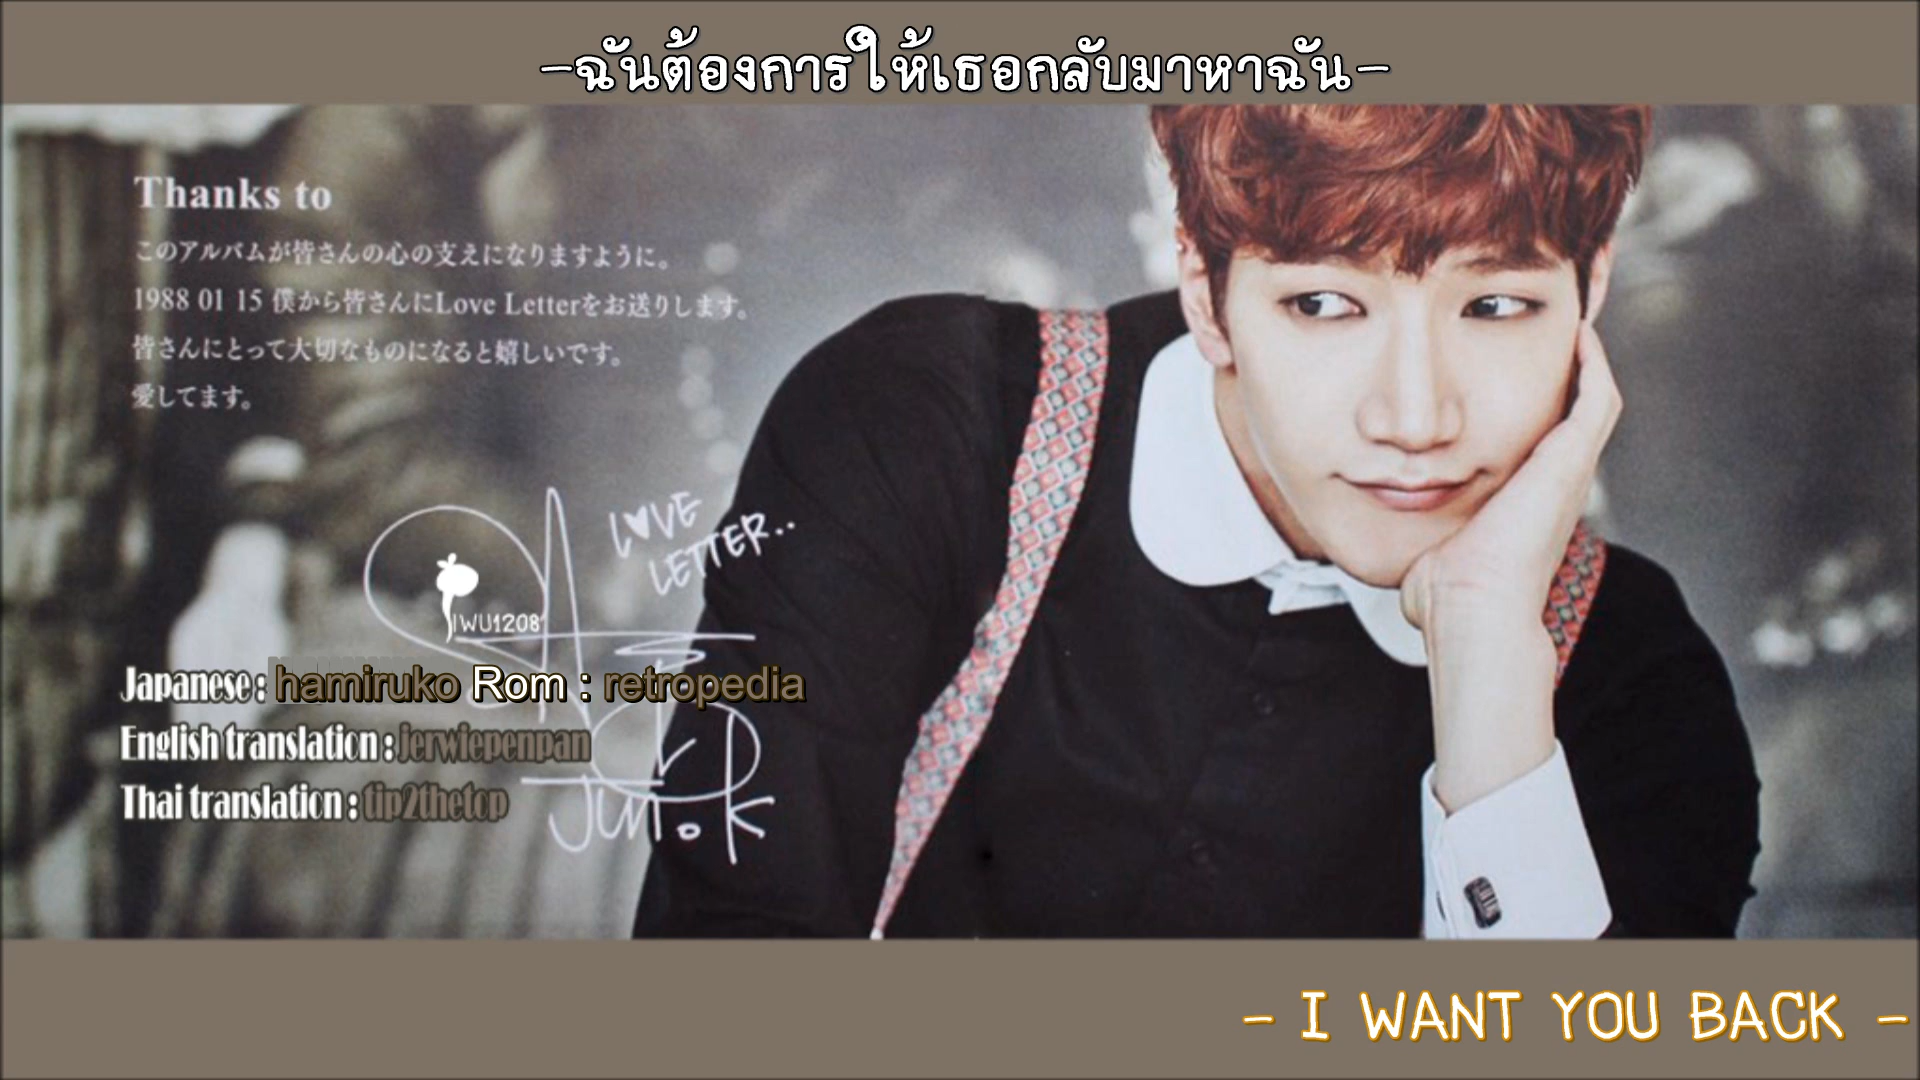 -ฉันต้องการให้เธอกลับมาหาฉัน-
Thanks to
このアルバムが皆さんの心の支えになりますように。
1988 01 15 僕から皆さんにLove Letterをお送りします。
皆さんにとって大切なものになると嬉しいです。
愛してます。
LOVE
LETTER..
JIWU1208
Japanese : hamiruko Rom : retropedia
English translation : jerwiepenpan
Thai translation : tip2thetop
Jun. K
- I WANT YOU BACK -